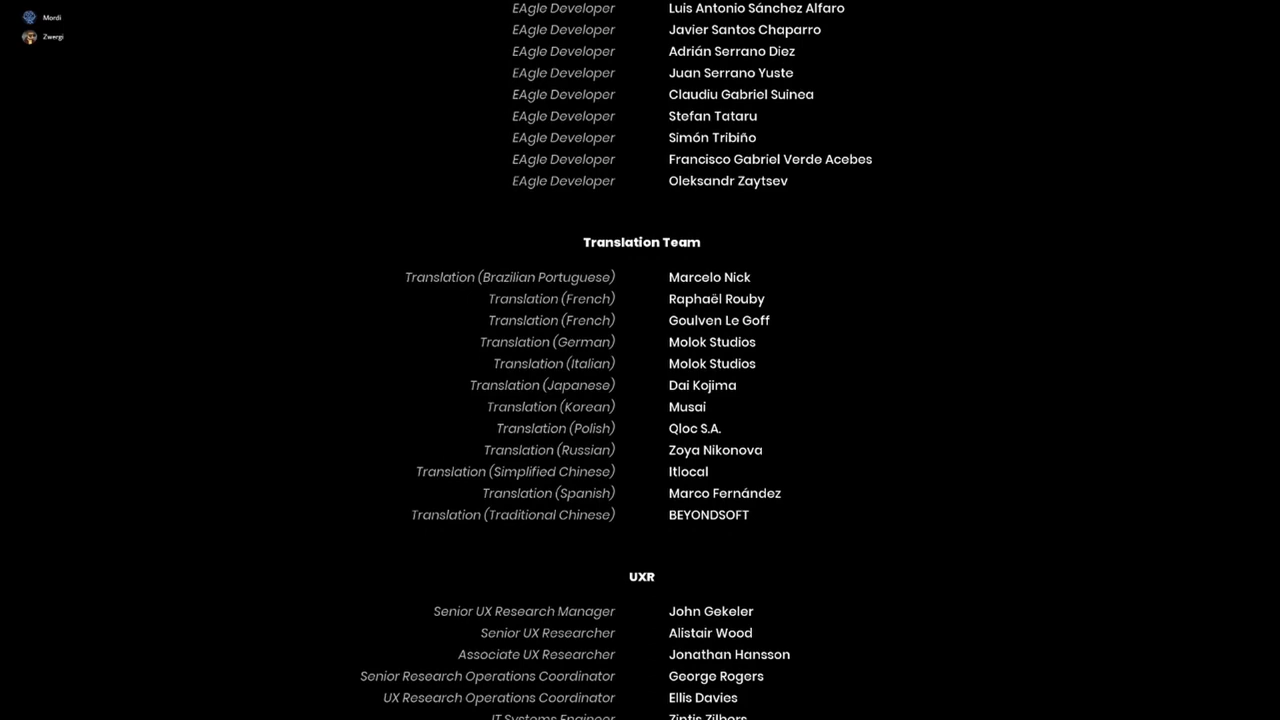 Mordi
Zwergi
EAgle Developer Luis Antonio Sánchez Alfaro
EAgle Developer Javier Santos Chaparro
EAgle Developer Adrián Serrano Diez
EAgle Developer Juan Serrano Yuste
EAgle Developer Claudiu Gabriel Suinea
EAgle Developer Stefan Tataru
EAgle Developer Simón Tribiño
EAgle Developer Francisco Gabriel Verde Acebes
EAgle Developer Oleksandr Zaytsev
Translation Team
Translation (Brazilian Portuguese) Marcelo Nick
Translation (French) Raphaël Rouby
Translation (French) Goulven Le Goff
Translation (German) Molok Studios
Translation (Italian) Molok Studios
Translation (Japanese) Dai Kojima
Translation (Korean) Musai
Translation (Polish) Qloc S.A.
Translation (Russian) Zoya Nikonova
Translation (Simplified Chinese) Itlocal
Translation (Spanish) Marco Fernández
Translation (Traditional Chinese) BEYONDSOFT
UXR
Senior UX Research Manager John Gekeler
Senior UX Researcher Alistair Wood
Associate UX Researcher Jonathan Hansson
Senior Research Operations Coordinator George Rogers
UX Research Operations Coordinator Ellis Davies
IT Systems Engineer Zintis Zilbers